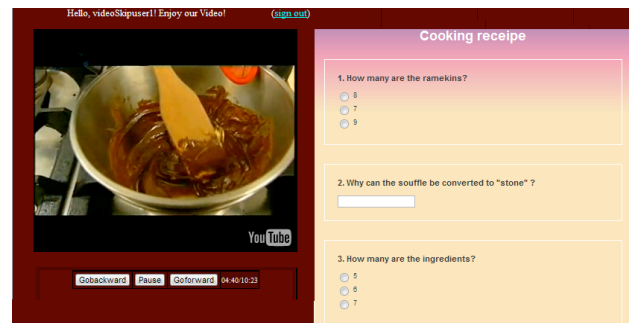 Hello, videoSkipuser1! Enjoy our Video! (sign out)
YouTube
Gobackward Pause Goforward 04:40/10:23
Cooking receipe
1. How many are the ramekins?
8
7
9
2. Why can the souffle be converted to "stone" ?
3. How many are the ingredients?
5
6
7